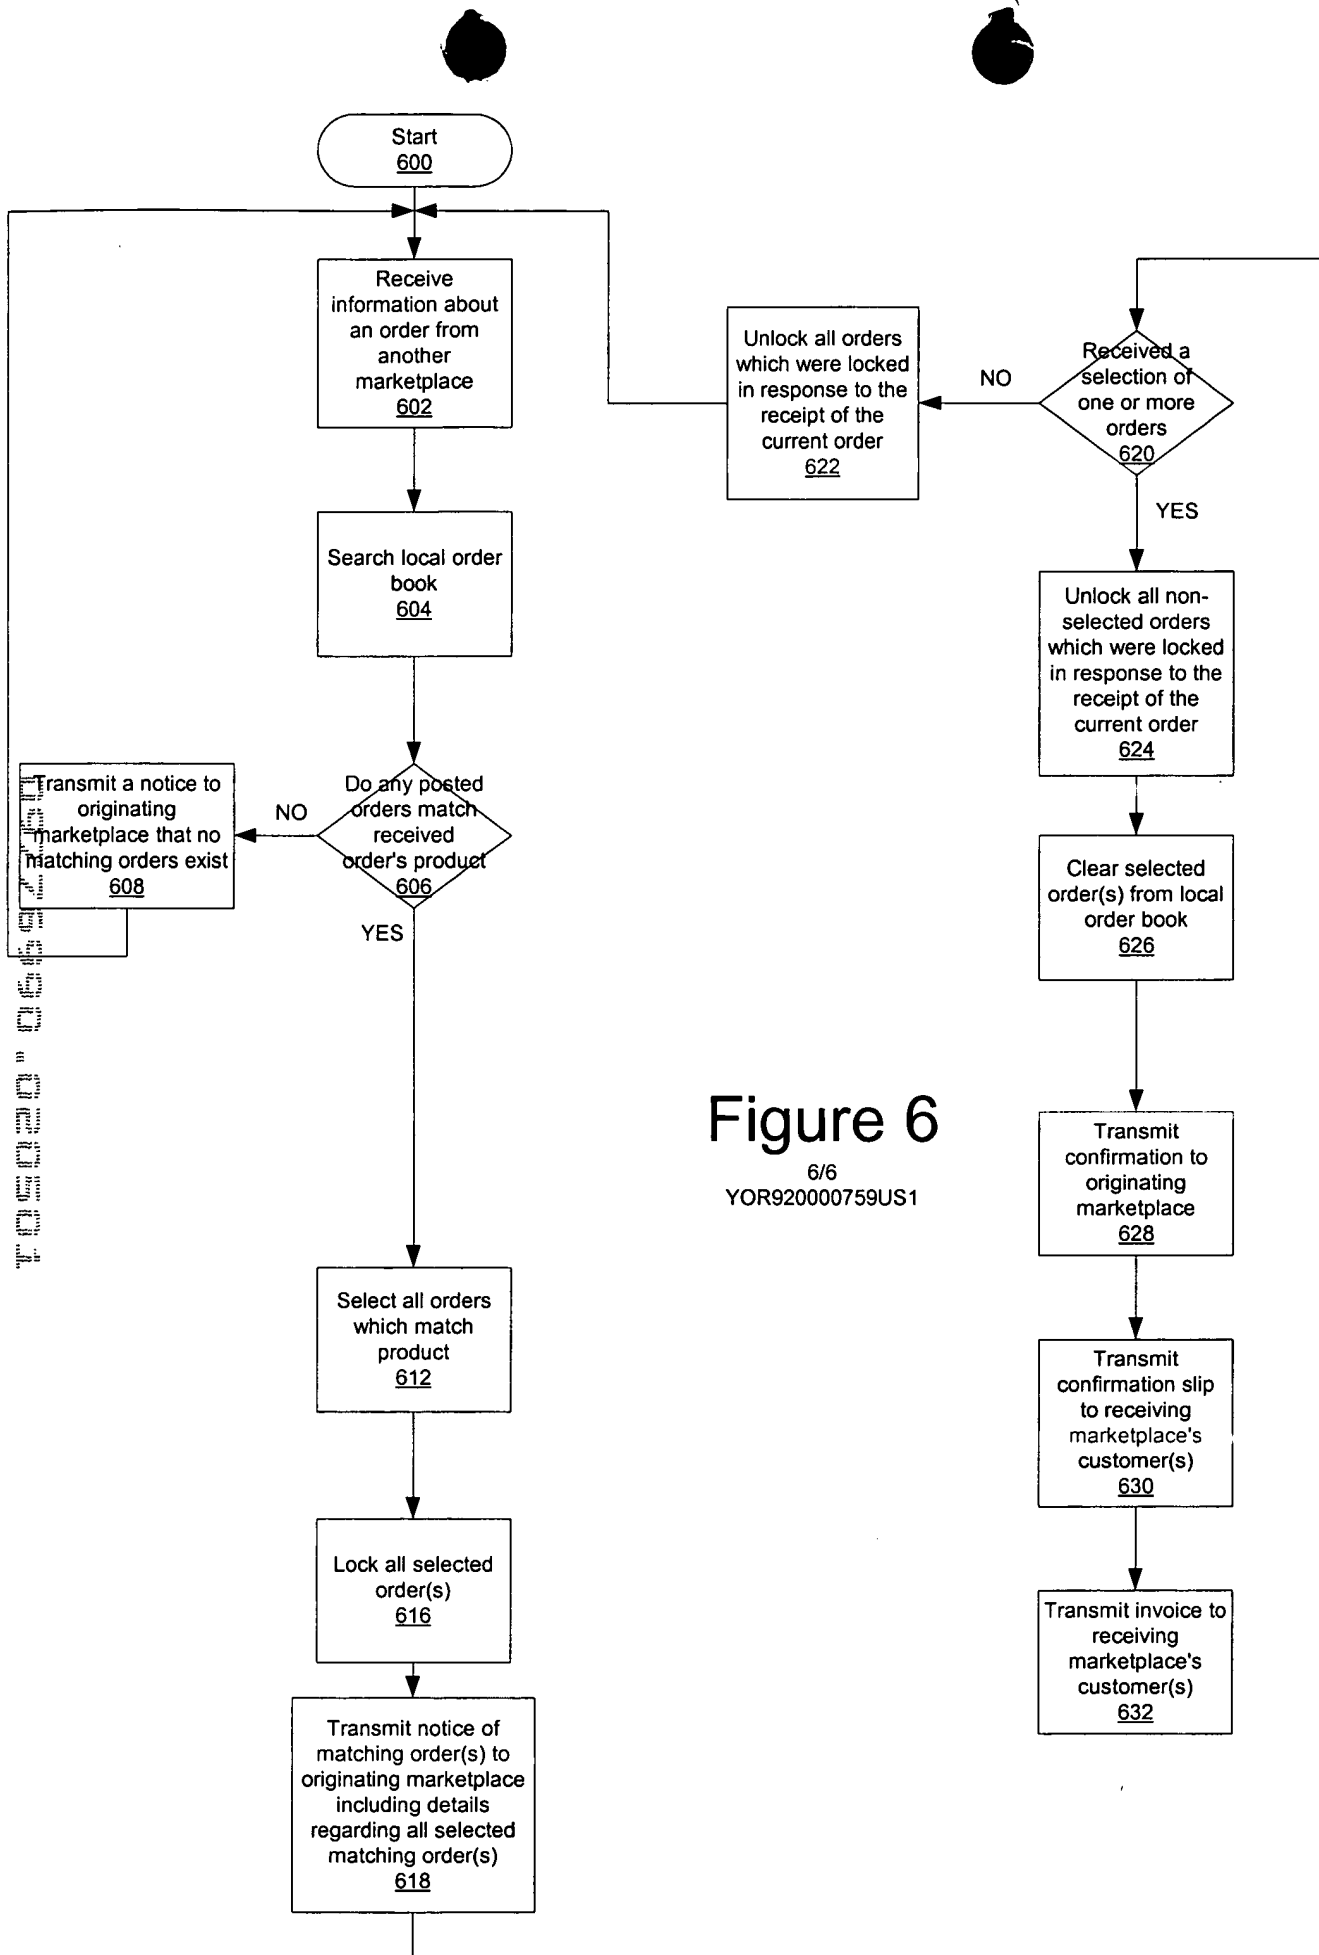 Start
600
Receive
information about
an order from
another
marketplace
602
Search local order
book
604
Do any posted
orders match
received
order's product
606
NO
YES
Transmit a notice to
originating
marketplace that no
matching orders exist
608
Select all orders
which match
product
612
Lock all selected
order(s)
616
Transmit notice of
matching order(s) to
originating marketplace
including details
regarding all selected
matching order(s)
618
Received a
selection of
one or more
orders
620
NO
YES
Unlock all orders
which were locked
in response to the
receipt of the
current order
622
Unlock all non-
selected orders
which were locked
in response to the
receipt of the
current order
624
Clear selected
order(s) from local
order book
626
Transmit
confirmation to
originating
marketplace
628
Transmit
confirmation slip
to receiving
marketplace's
customer(s)
630
Transmit invoice to
receiving
marketplace's
customer(s)
632
Figure 6
6/6
YOR920000759US1